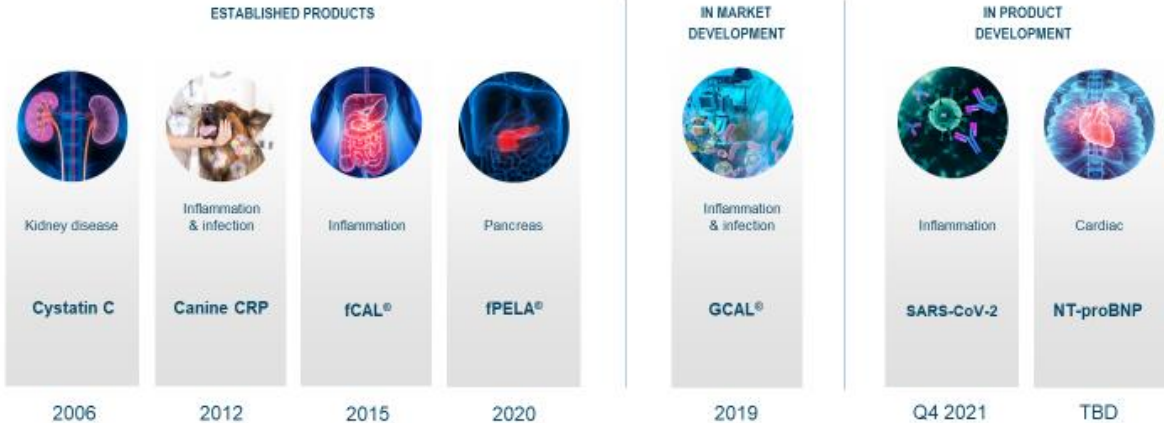 ESTABLISHED PRODUCTS
IN MARKET
DEVELOPMENT
IN PRODUCT
DEVELOPMENT
Kidney disease
Inflammation
& infection
Inflammation
Pancreas
Inflammation
& infection
Inflammation
Cardiac
Cystatin C
Canine CRP
fCAL®
fPELA®
GCAL®
SARS-CoV-2
NT-proBNP
2006
2012
2015
2020
2019
Q4 2021
TBD